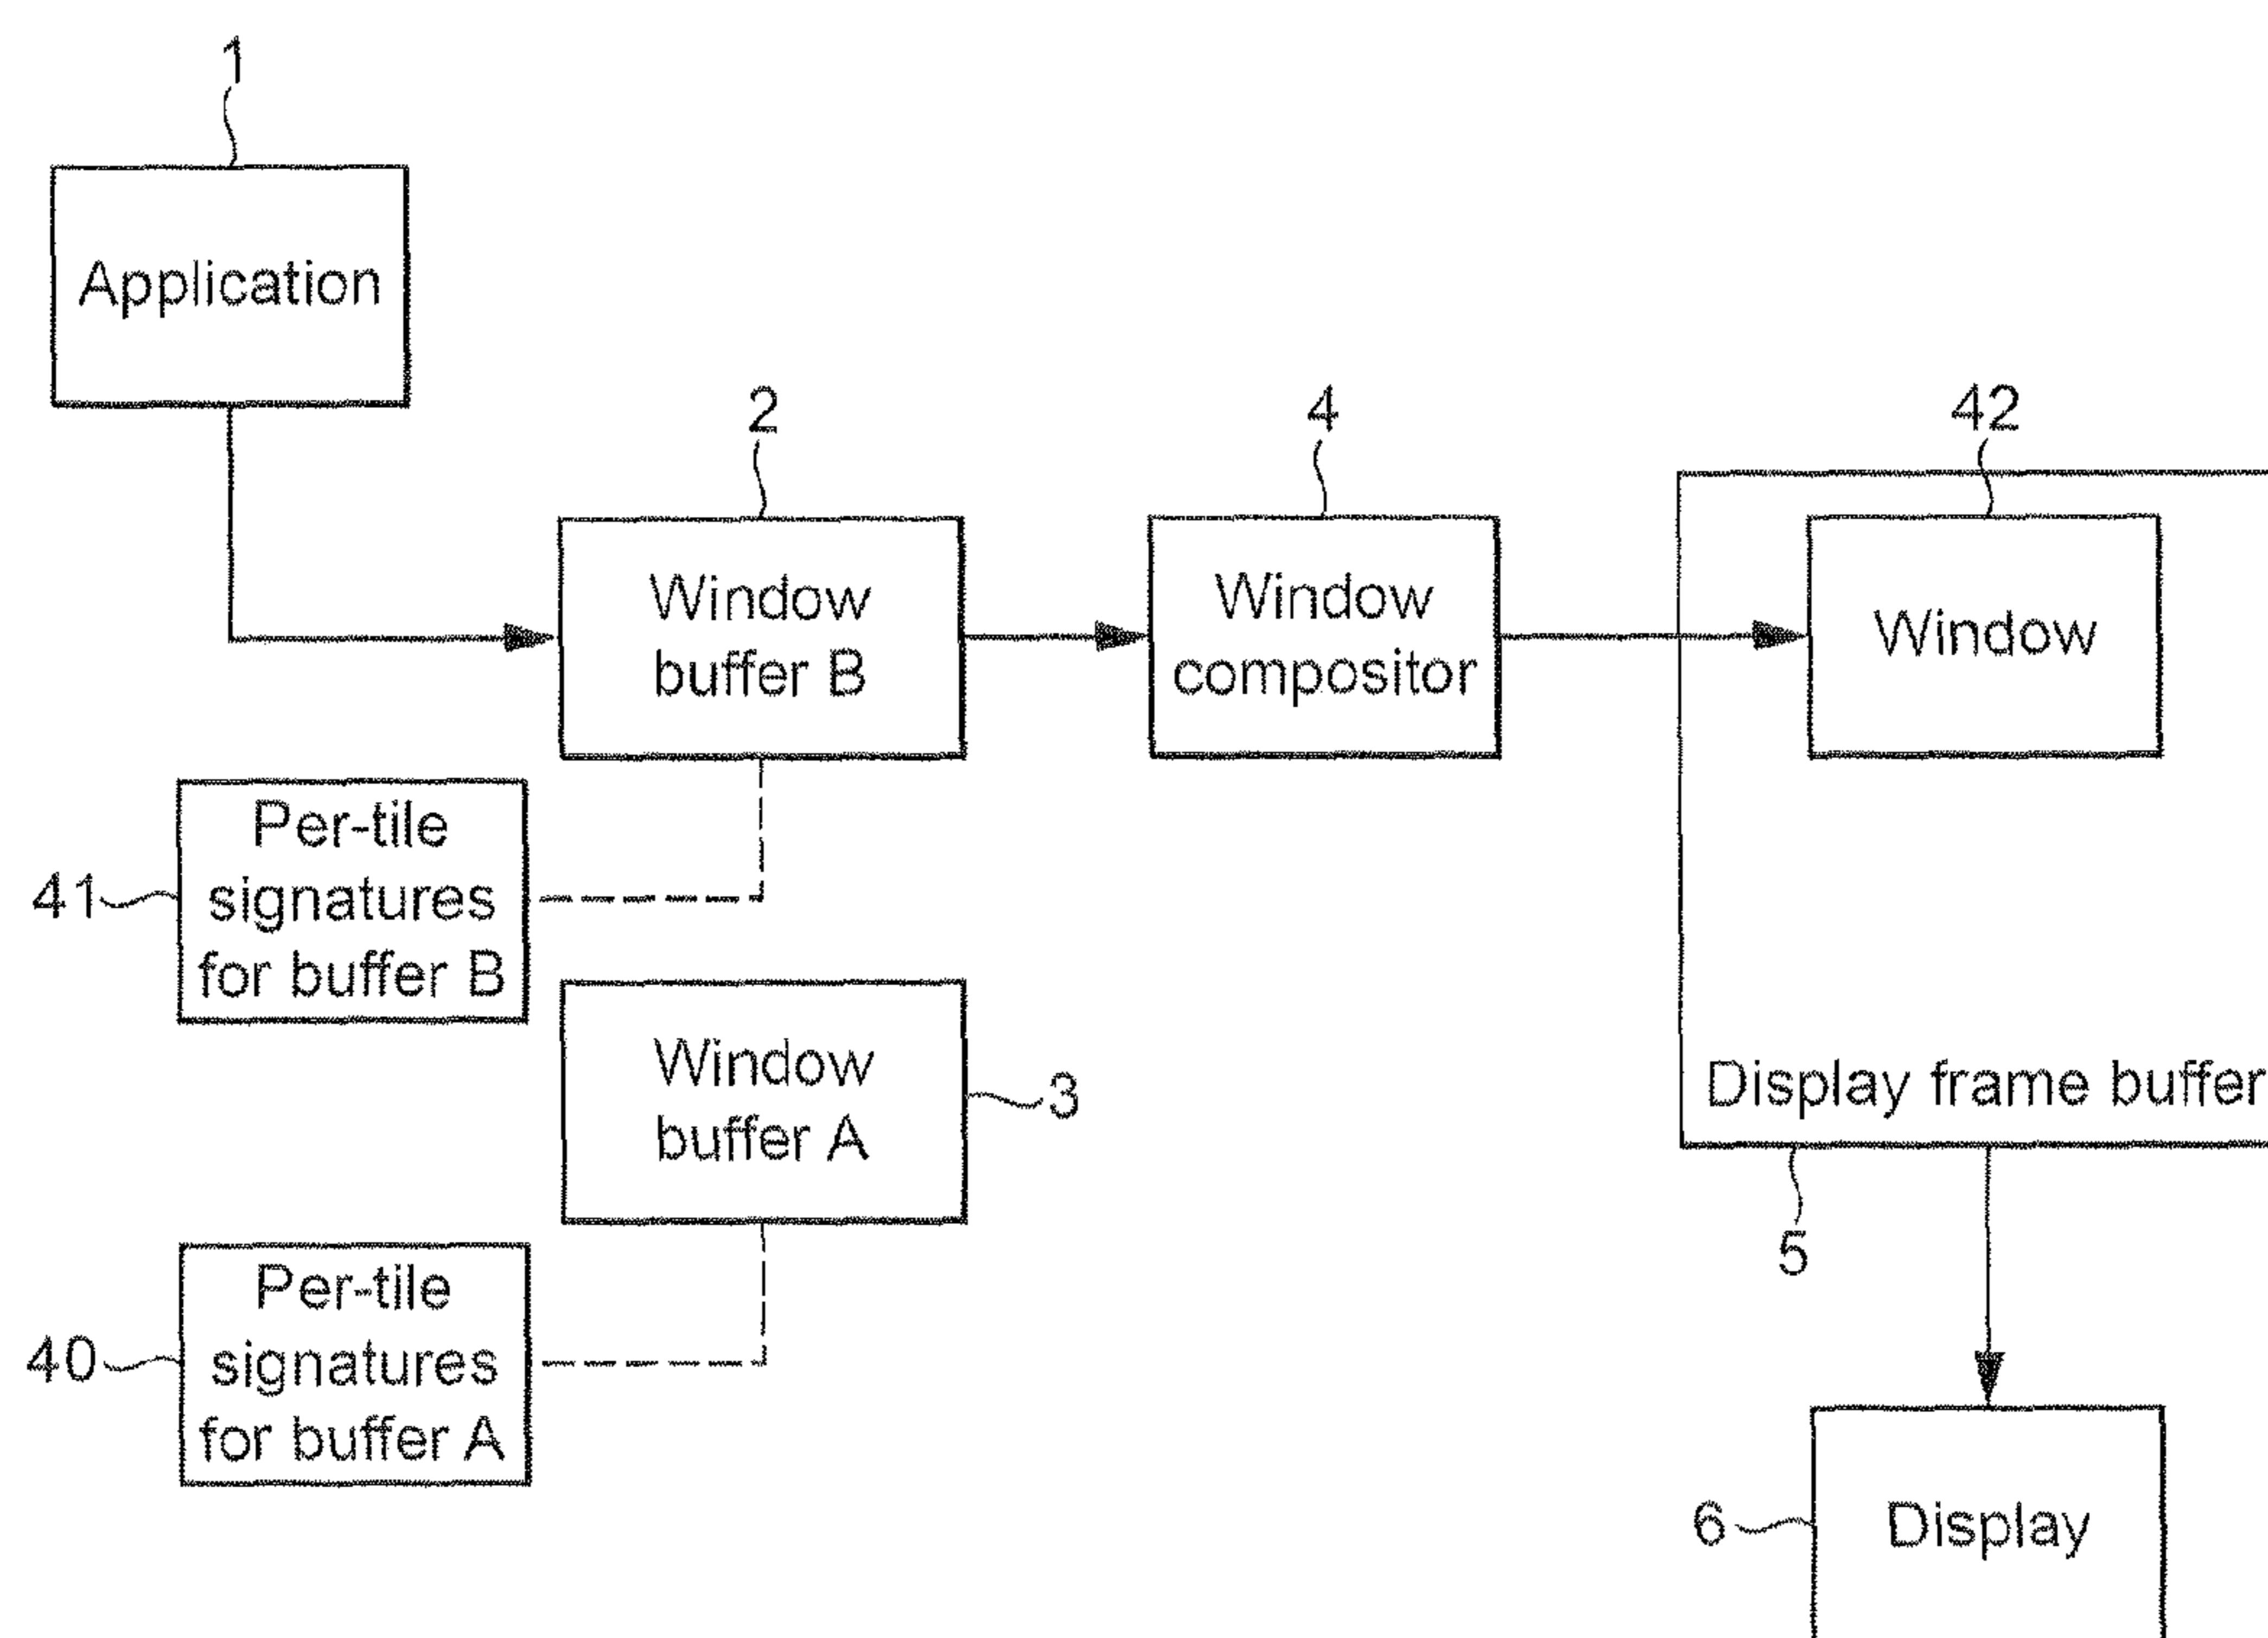 1
Application
2
4
42
Window
buffer B
Window
compositor
Window
Per-tile
signatures
for buffer B
41
Window
buffer A
3
Display frame buffer
5
Per-tile
signatures
for buffer A
40
6
Display